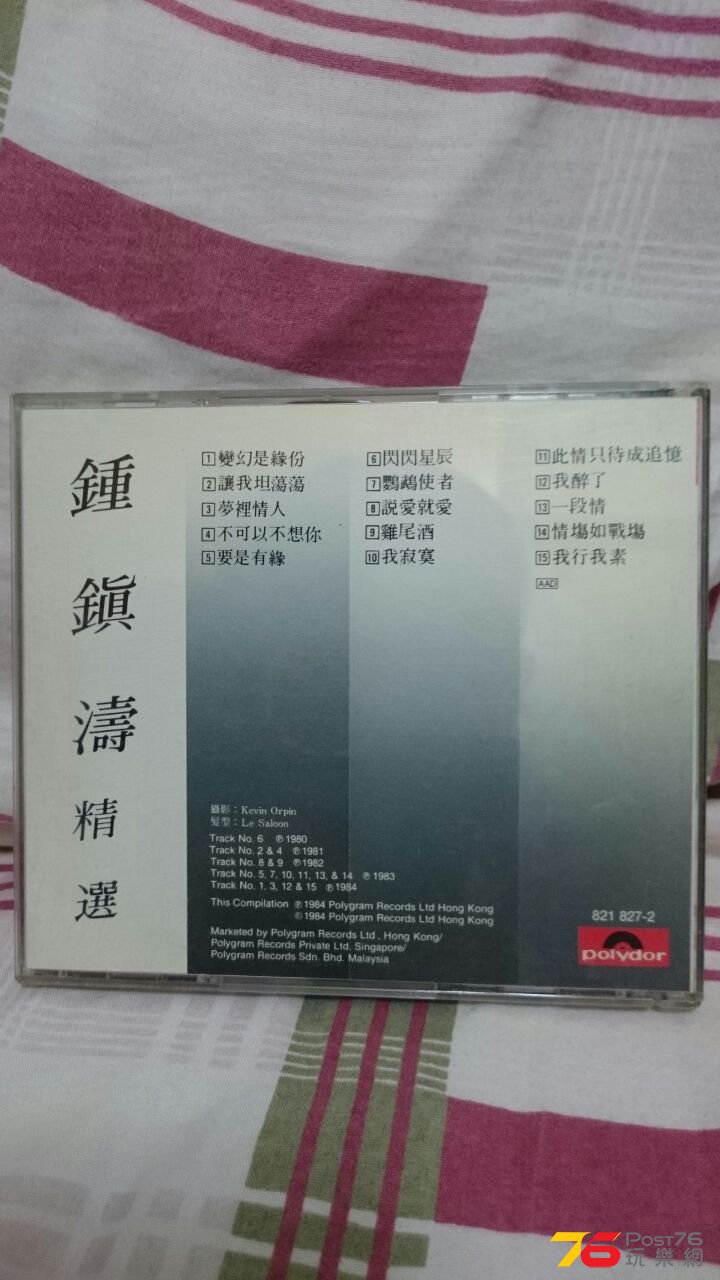 鍾鎮濤精選
1 變幻是緣份
2 讓我坦蕩蕩
3 夢裡情人
4 不可以不想你
5 要是有緣
6 閃閃星辰
7 鸚鵡使者
8 説愛就愛
9 雞尾酒
10 我寂寞
11 此情只待成追憶
12 我醉了
13 一段情
14 情場如戰場
15 我行我素
AAD
攝影：Kevin Orpin
髮型：Le Saloon
Track No. 6 ℗1980
Track No. 2 & 4 ℗1981
Track No. 8 & 9 ℗1982
Track No. 5, 7, 10, 11, 13, & 14 ℗1983
Track No. 1, 3, 12 & 15 ℗1984
This Compilation ℗1984 Polygram Records Ltd Hong Kong
©1984 Polygram Records Ltd Hong Kong
Marketed by Polygram Records Ltd., Hong Kong/
Polygram Records Private Ltd. Singapore/
Polygram Records Sdn. Bhd. Malaysia
821 827-2
polydor
76 Post76
玩樂網